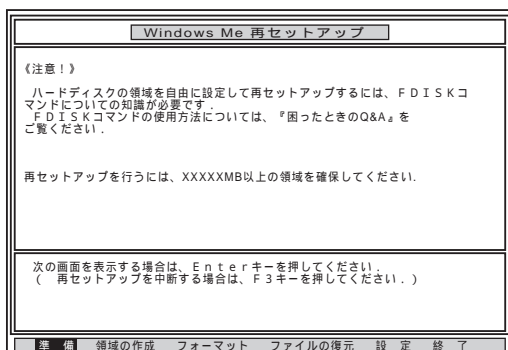 Windows Me 再セットアップ
《注意！》
ハードディスクの領域を自由に設定して再セットアップするには、ＦＤＩＳＫコ
マンドについての知識が必要です．
ＦＤＩＳＫコマンドの使用方法については、『困ったときのQ&A』を
ご覧ください．
再セットアップを行うには、XXXXXMB以上の領域を確保してください.
次の画面を表示する場合は、Ｅｎｔｅｒキーを押してください．
(　再セットアップを中断する場合は、Ｆ３キーを押してください．)
準　備　領域の作成　フォーマット　ファイルの復元　設　定　終　了